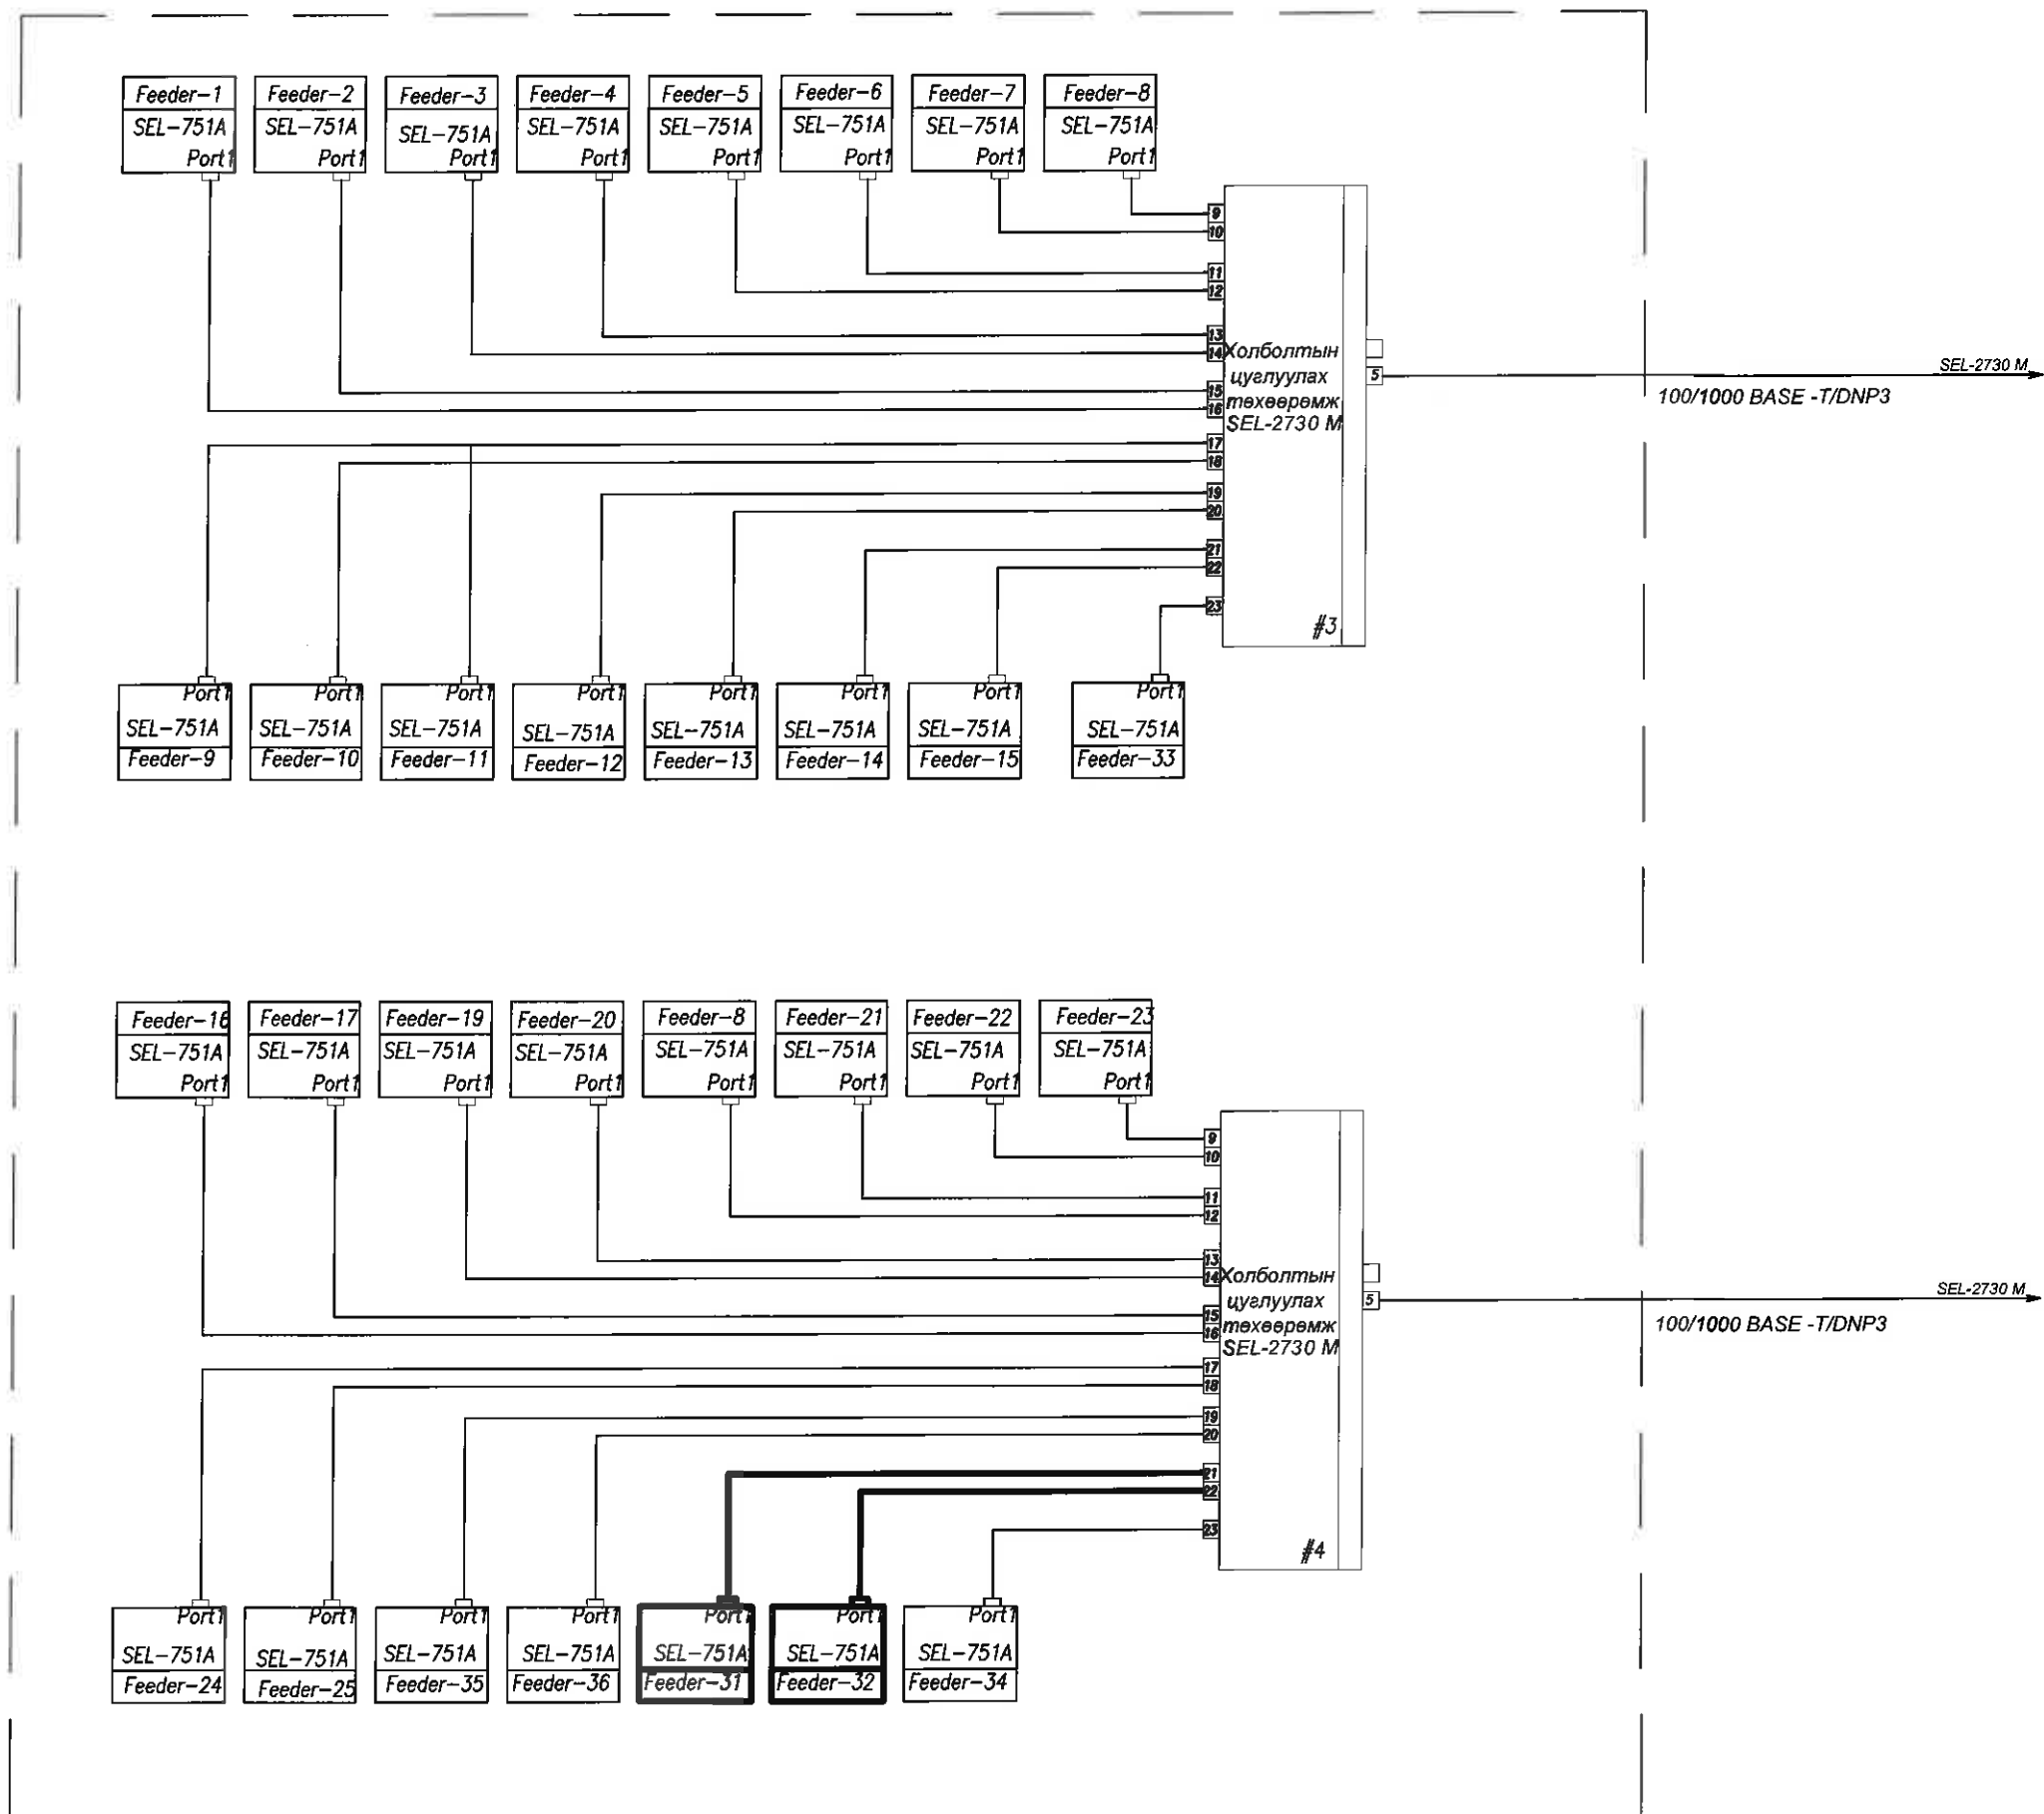 Feeder-1
SEL-751A
Port1
Feeder-2
SEL-751A
Port1
Feeder-3
SEL-751A
Port1
Feeder-4
SEL-751A
Port1
Feeder-5
SEL-751A
Port1
Feeder-6
SEL-751A
Port1
Feeder-7
SEL-751A
Port1
Feeder-8
SEL-751A
Port1
9
10
11
12
13
14
15
16
17
18
19
20
21
22
23
Холболтын
цуглуулах
төхөөрөмж
SEL-2730 M
#3
5
SEL-2730 M
100/1000 BASE -T/DNP3
Port1
SEL-751A
Feeder-9
Port1
SEL-751A
Feeder-10
Port1
SEL-751A
Feeder-11
Port1
SEL-751A
Feeder-12
Port1
SEL-751A
Feeder-13
Port1
SEL-751A
Feeder-14
Port1
SEL-751A
Feeder-15
Port1
SEL-751A
Feeder-33
Feeder-16
SEL-751A
Port1
Feeder-17
SEL-751A
Port1
Feeder-19
SEL-751A
Port1
Feeder-20
SEL-751A
Port1
Feeder-8
SEL-751A
Port1
Feeder-21
SEL-751A
Port1
Feeder-22
SEL-751A
Port1
Feeder-23
SEL-751A
Port1
9
10
11
12
13
14
15
16
17
18
19
20
21
22
23
Холболтын
цуглуулах
төхөөрөмж
SEL-2730 M
#4
5
SEL-2730 M
100/1000 BASE -T/DNP3
Port1
SEL-751A
Feeder-24
Port1
SEL-751A
Feeder-25
Port1
SEL-751A
Feeder-35
Port1
SEL-751A
Feeder-36
Port1
SEL-751A
Feeder-31
Port1
SEL-751A
Feeder-32
Port1
SEL-751A
Feeder-34